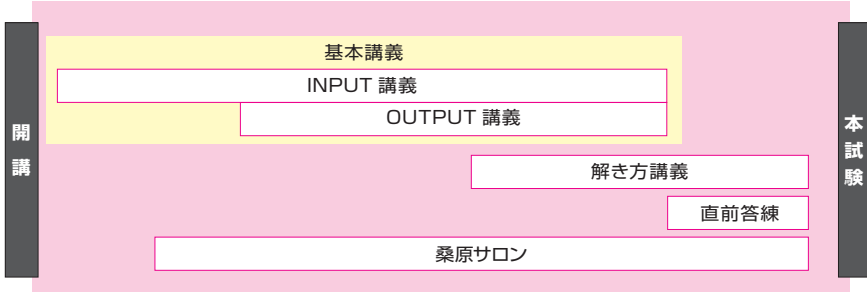 開講
基本講義
INPUT 講義
OUTPUT 講義
解き方講義
直前答練
桑原サロン
本試験